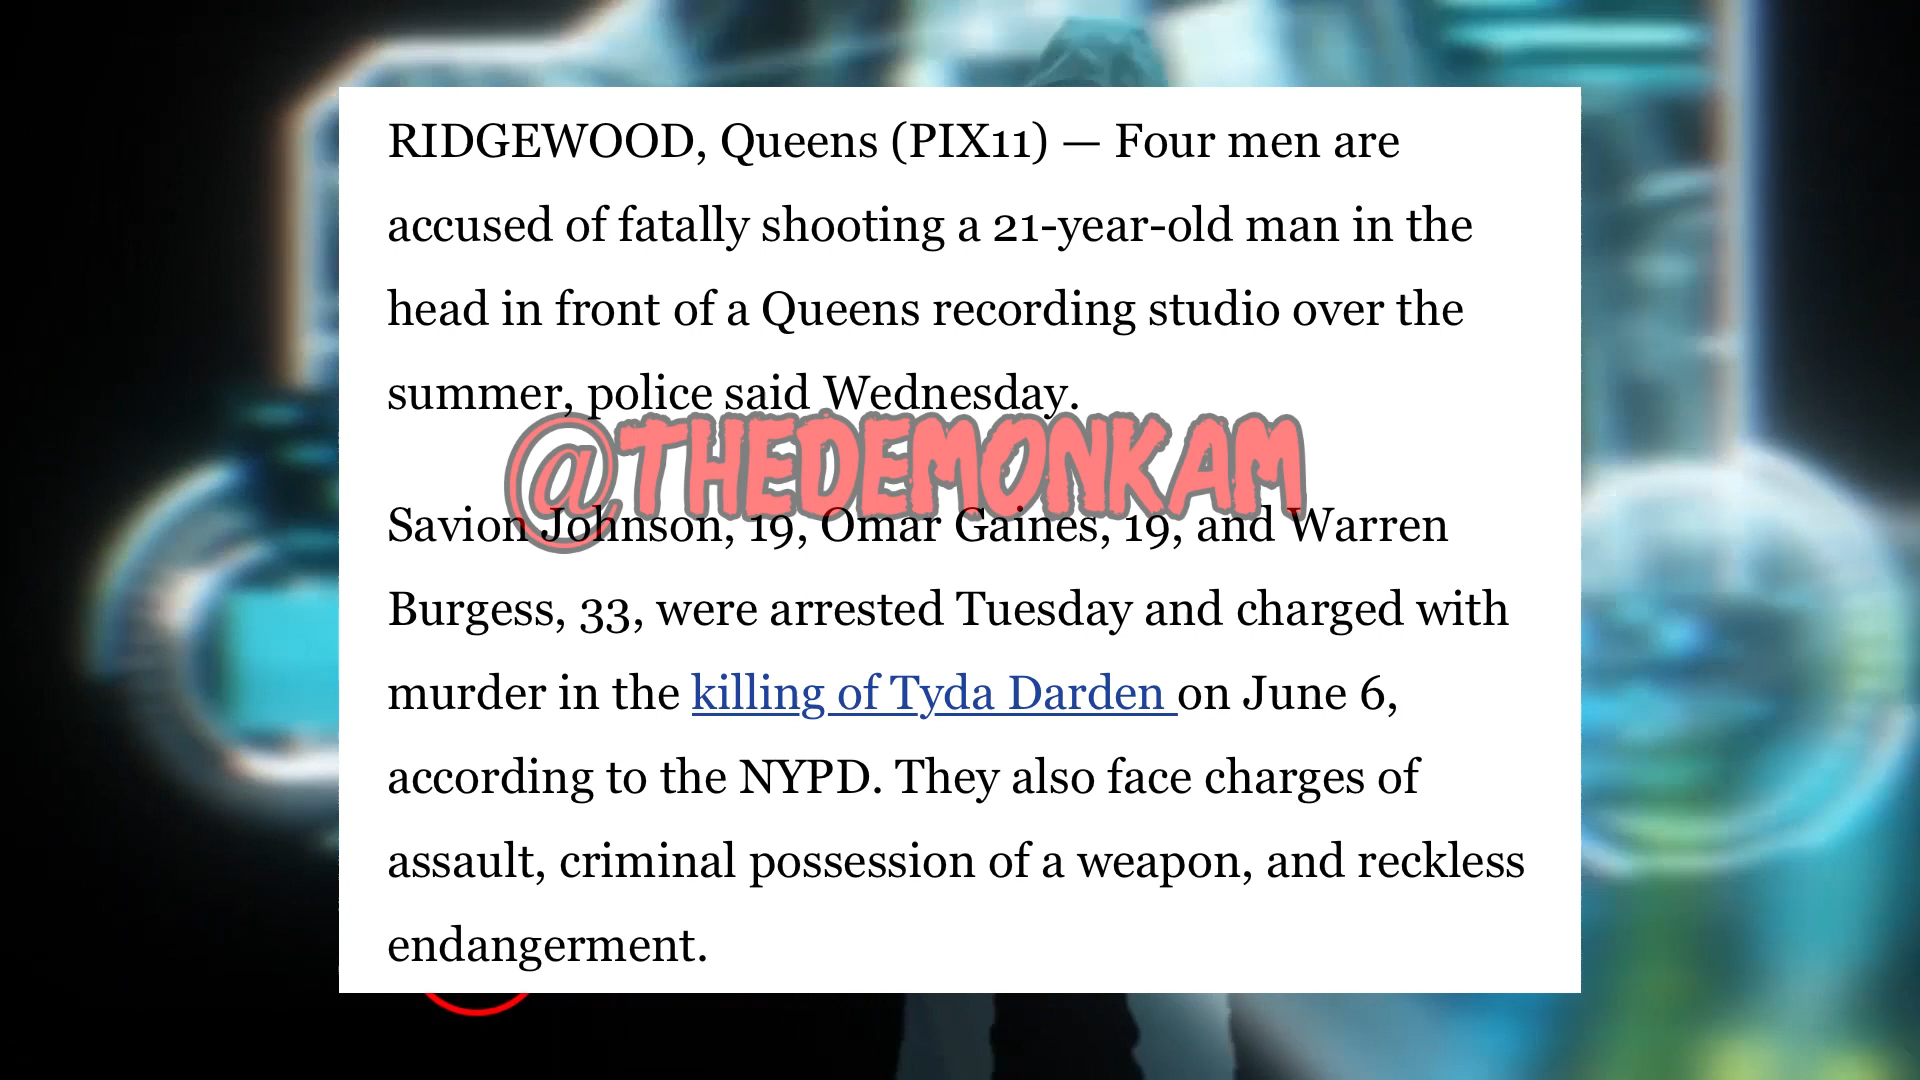 RIDGEWOOD, Queens (PIX11) — Four men are
accused of fatally shooting a 21-year-old man in the
head in front of a Queens recording studio over the
summer, police said Wednesday.
@THEDEMONKAM
Savion Johnson, 19, Omar Gaines, 19, and Warren
Burgess, 33, were arrested Tuesday and charged with
murder in the killing of Tyda Darden on June 6,
according to the NYPD. They also face charges of
assault, criminal possession of a weapon, and reckless
endangerment.